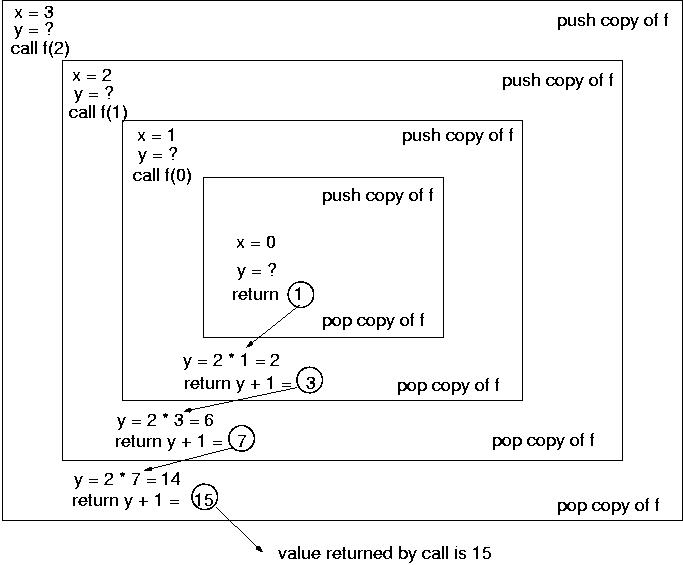 x = 3
push copy of f
y = ?
call f(2)
x = 2
push copy of f
y = ?
call f(1)
x = 1
push copy of f
y = ?
call f(0)
push copy of f
x = 0
y = ?
return 1
pop copy of f
y = 2 * 1 = 2
return y + 1 = 3
pop copy of f
y = 2 * 3 = 6
return y + 1 = 7
pop copy of f
y = 2 * 7 = 14
return y + 1 = 15
pop copy of f
value returned by call is 15